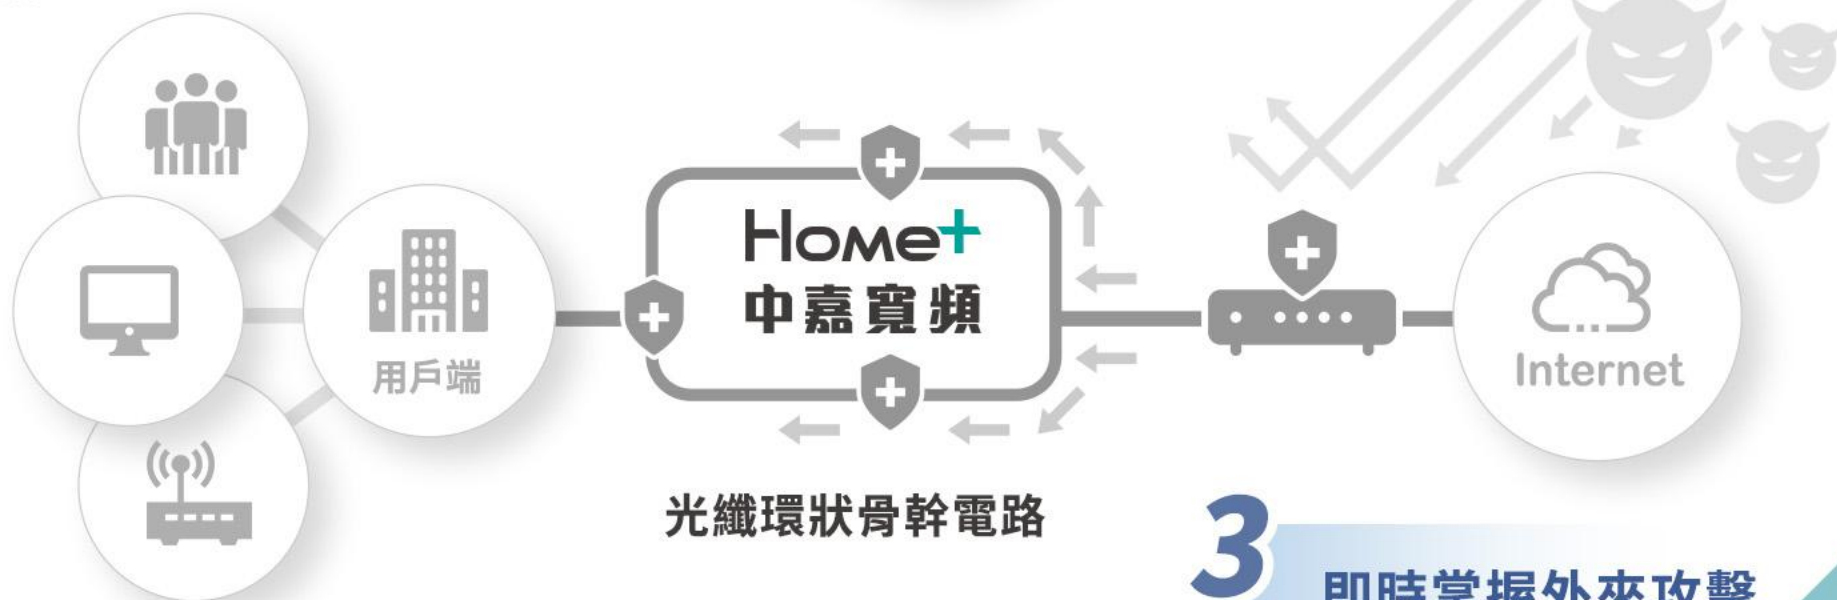 Home+
中嘉寬頻
用戶端
Internet
光纖環狀骨幹電路
3
即時掌握外來攻擊